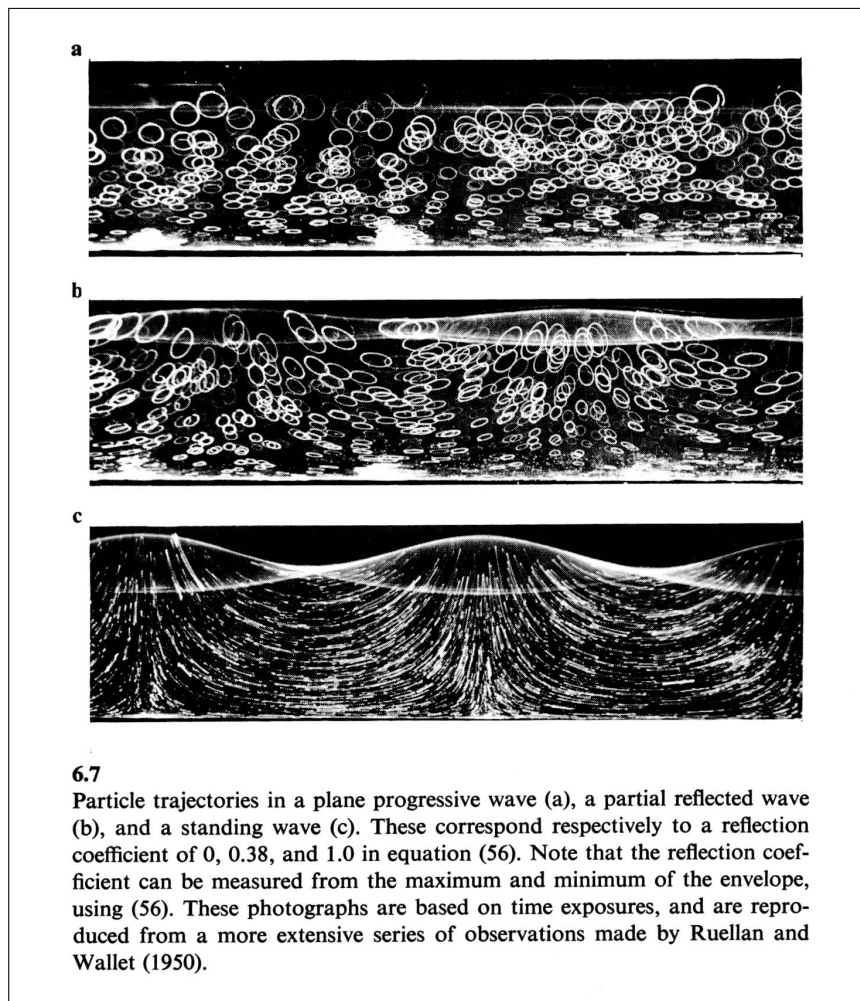 a
b
c
6.7
Particle trajectories in a plane progressive wave (a), a partial reflected wave
(b), and a standing wave (c). These correspond respectively to a reflection
coefficient of 0, 0.38, and 1.0 in equation (56). Note that the reflection coef-
ficient can be measured from the maximum and minimum of the envelope,
using (56). These photographs are based on time exposures, and are repro-
duced from a more extensive series of observations made by Ruellan and
Wallet (1950).